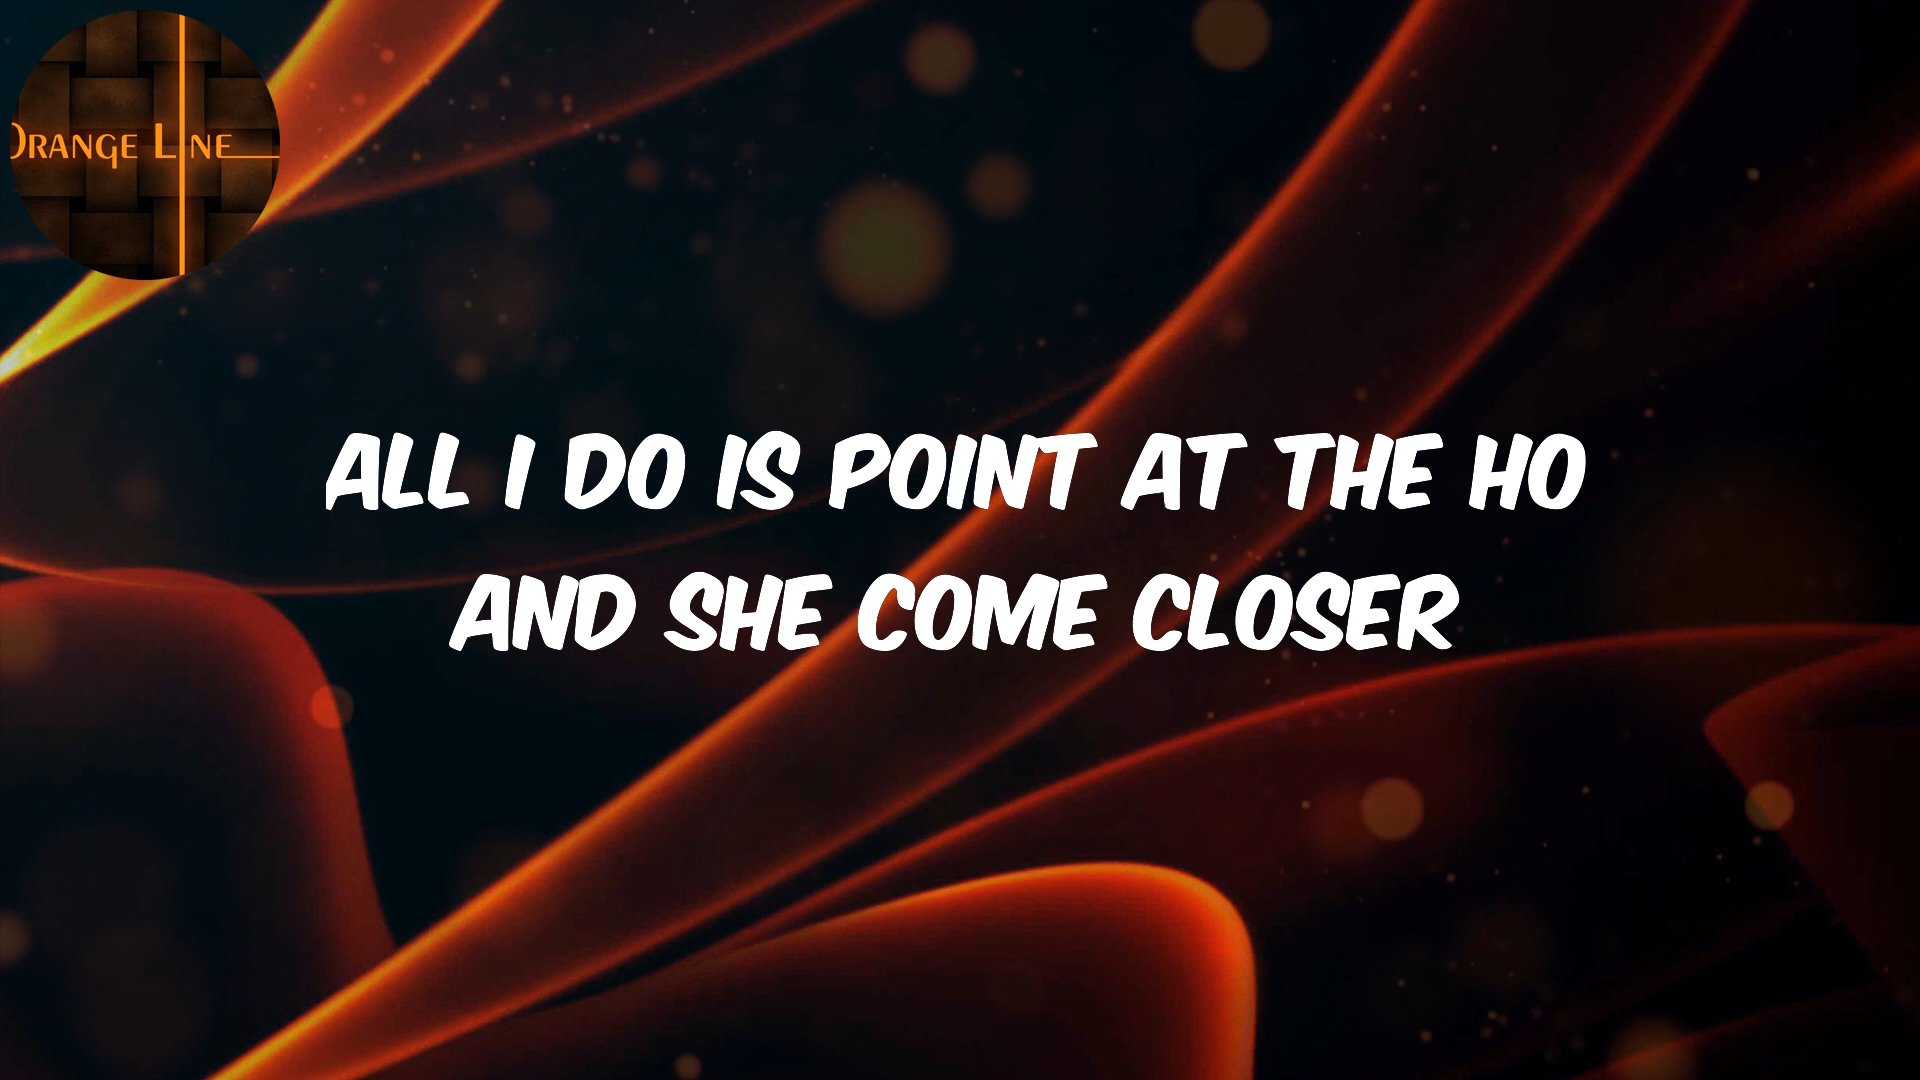 ORANGE LINE
ALL I DO IS POINT AT THE HO
AND SHE COME CLOSER